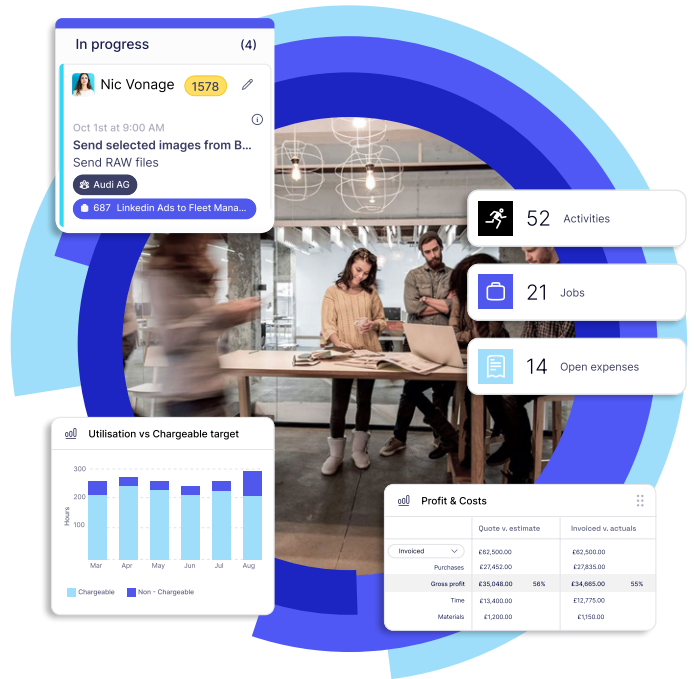 In progress (4)
Nic Vonage 1578
Oct 1st at 9:00 AM
Send selected images from B...
Send RAW files
Audi AG
687 Linkedin Ads to Fleet Mana...
52 Activities
21 Jobs
14 Open expenses
Utilisation vs Chargeable target
300
200
100
Hours
Mar Apr May Jun Jul Aug
Chargeable Non - Chargeable
Profit & Costs
Quote v. estimate Invoiced v. actuals
Invoiced £62,500.00 £62,500.00
Purchases £27,452.00 £27,835.00
Gross profit £35,048.00 56% £34,665.00 55%
Time £13,400.00 £12,775.00
Materials £1,200.00 £1,150.00